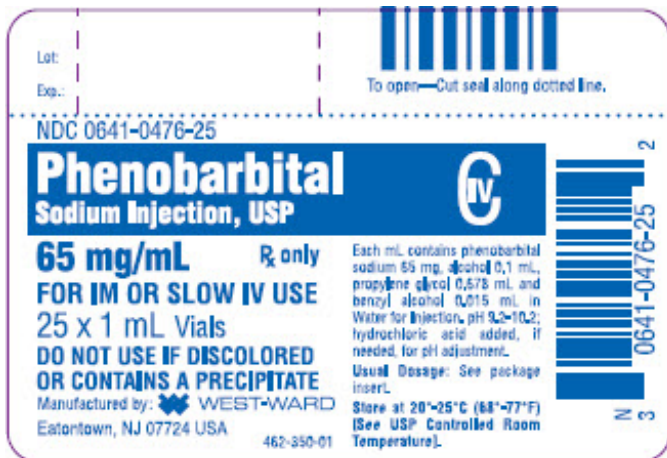 Lot:
Exp.:
To open—Cut seal along dotted line.
NDC 0641-0476-25
Phenobarbital
Sodium Injection, USP
CIV
65 mg/mL
℞ only
FOR IM OR SLOW IV USE
25 x 1 mL Vials
DO NOT USE IF DISCOLORED
OR CONTAINS A PRECIPITATE
Manufactured by: WEST-WARD
Eatontown, NJ 07724 USA
462-350-01
Each mL contains phenobarbital
sodium 65 mg, alcohol 0.1 mL,
propylene glycol 0.678 mL and
benzyl alcohol 0.015 mL in
Water for Injection. pH 9.2-10.2;
hydrochloric acid added, if
needed, for pH adjustment.
Usual Dosage: See package
insert.
Store at 20°-25°C (68°-77°F)
[See USP Controlled Room
Temperature].
0641-0476-25
2
N
3